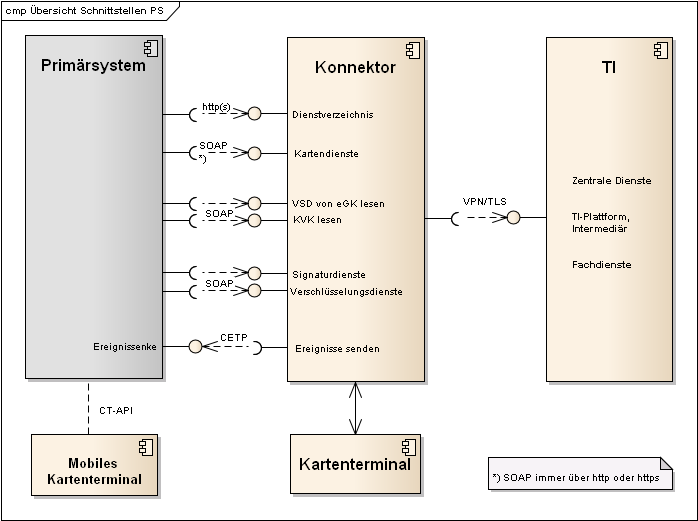 cmp Übersicht Schnittstellen PS
Primärsystem
Konnektor
TI
http(s)
Dienstverzeichnis
SOAP
*)
Kartendienste
Zentrale Dienste
VPN/TLS
VSD von eGK lesen
SOAP
KVK lesen
TI-Plattform,
Intermediär
Fachdienste
Signaturdienste
SOAP
Verschlüsselungsdienste
Ereignissenke
CETP
Ereignisse senden
CT-API
Mobiles
Kartenterminal
Kartenterminal
*) SOAP immer über http oder https